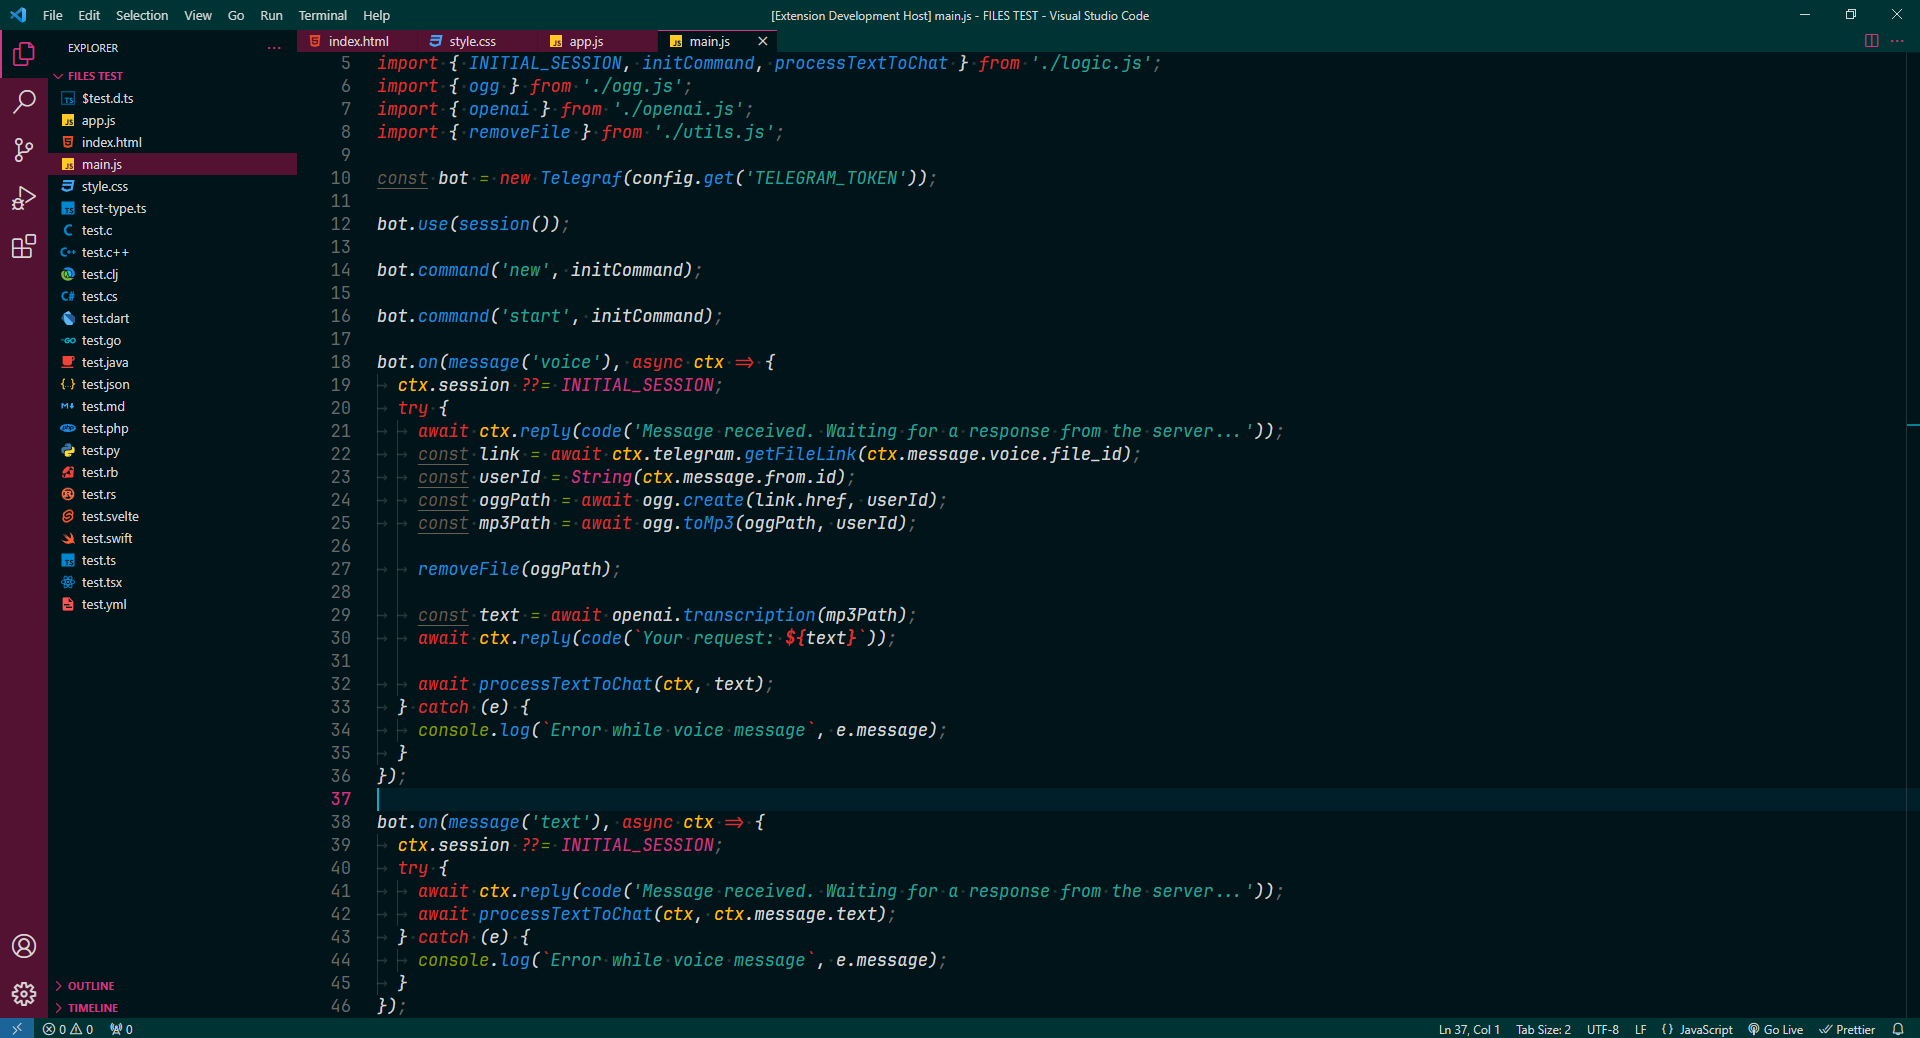 File Edit Selection View Go Run Terminal Help
[Extension Development Host] main.js - FILES TEST - Visual Studio Code
EXPLORER
FILES TEST
$test.d.ts
app.js
index.html
main.js
style.css
test-type.ts
test.c
test.c++
test.clj
test.cs
test.dart
test.go
test.java
test.json
test.md
test.php
test.py
test.rb
test.rs
test.svelte
test.swift
test.ts
test.tsx
test.yml
OUTLINE
TIMELINE
index.html style.css app.js main.js
5 import { INITIAL_SESSION, initCommand, processTextToChat } from './logic.js';
6 import { ogg } from './ogg.js';
7 import { openai } from './openai.js';
8 import { removeFile } from './utils.js';
9
10 const bot = new Telegraf(config.get('TELEGRAM_TOKEN'));
11
12 bot.use(session());
13
14 bot.command('new', initCommand);
15
16 bot.command('start', initCommand);
17
18 bot.on(message('voice'), async ctx => {
19 ctx.session ??= INITIAL_SESSION;
20 try {
21 await ctx.reply(code('Message received. Waiting for a response from the server...'));
22 const link = await ctx.telegram.getFileLink(ctx.message.voice.file_id);
23 const userId = String(ctx.message.from.id);
24 const oggPath = await ogg.create(link.href, userId);
25 const mp3Path = await ogg.toMp3(oggPath, userId);
26
27 removeFile(oggPath);
28
29 const text = await openai.transcription(mp3Path);
30 await ctx.reply(code(`Your request: ${text}`));
31
32 await processTextToChat(ctx, text);
33 } catch (e) {
34 console.log(`Error while voice message`, e.message);
35 }
36 });
37
38 bot.on(message('text'), async ctx => {
39 ctx.session ??= INITIAL_SESSION;
40 try {
41 await ctx.reply(code('Message received. Waiting for a response from the server...'));
42 await processTextToChat(ctx, ctx.message.text);
43 } catch (e) {
44 console.log(`Error while voice message`, e.message);
45 }
46 });
0 0 0 Ln 37, Col 1 Tab Size: 2 UTF-8 LF {} JavaScript Go Live Prettier